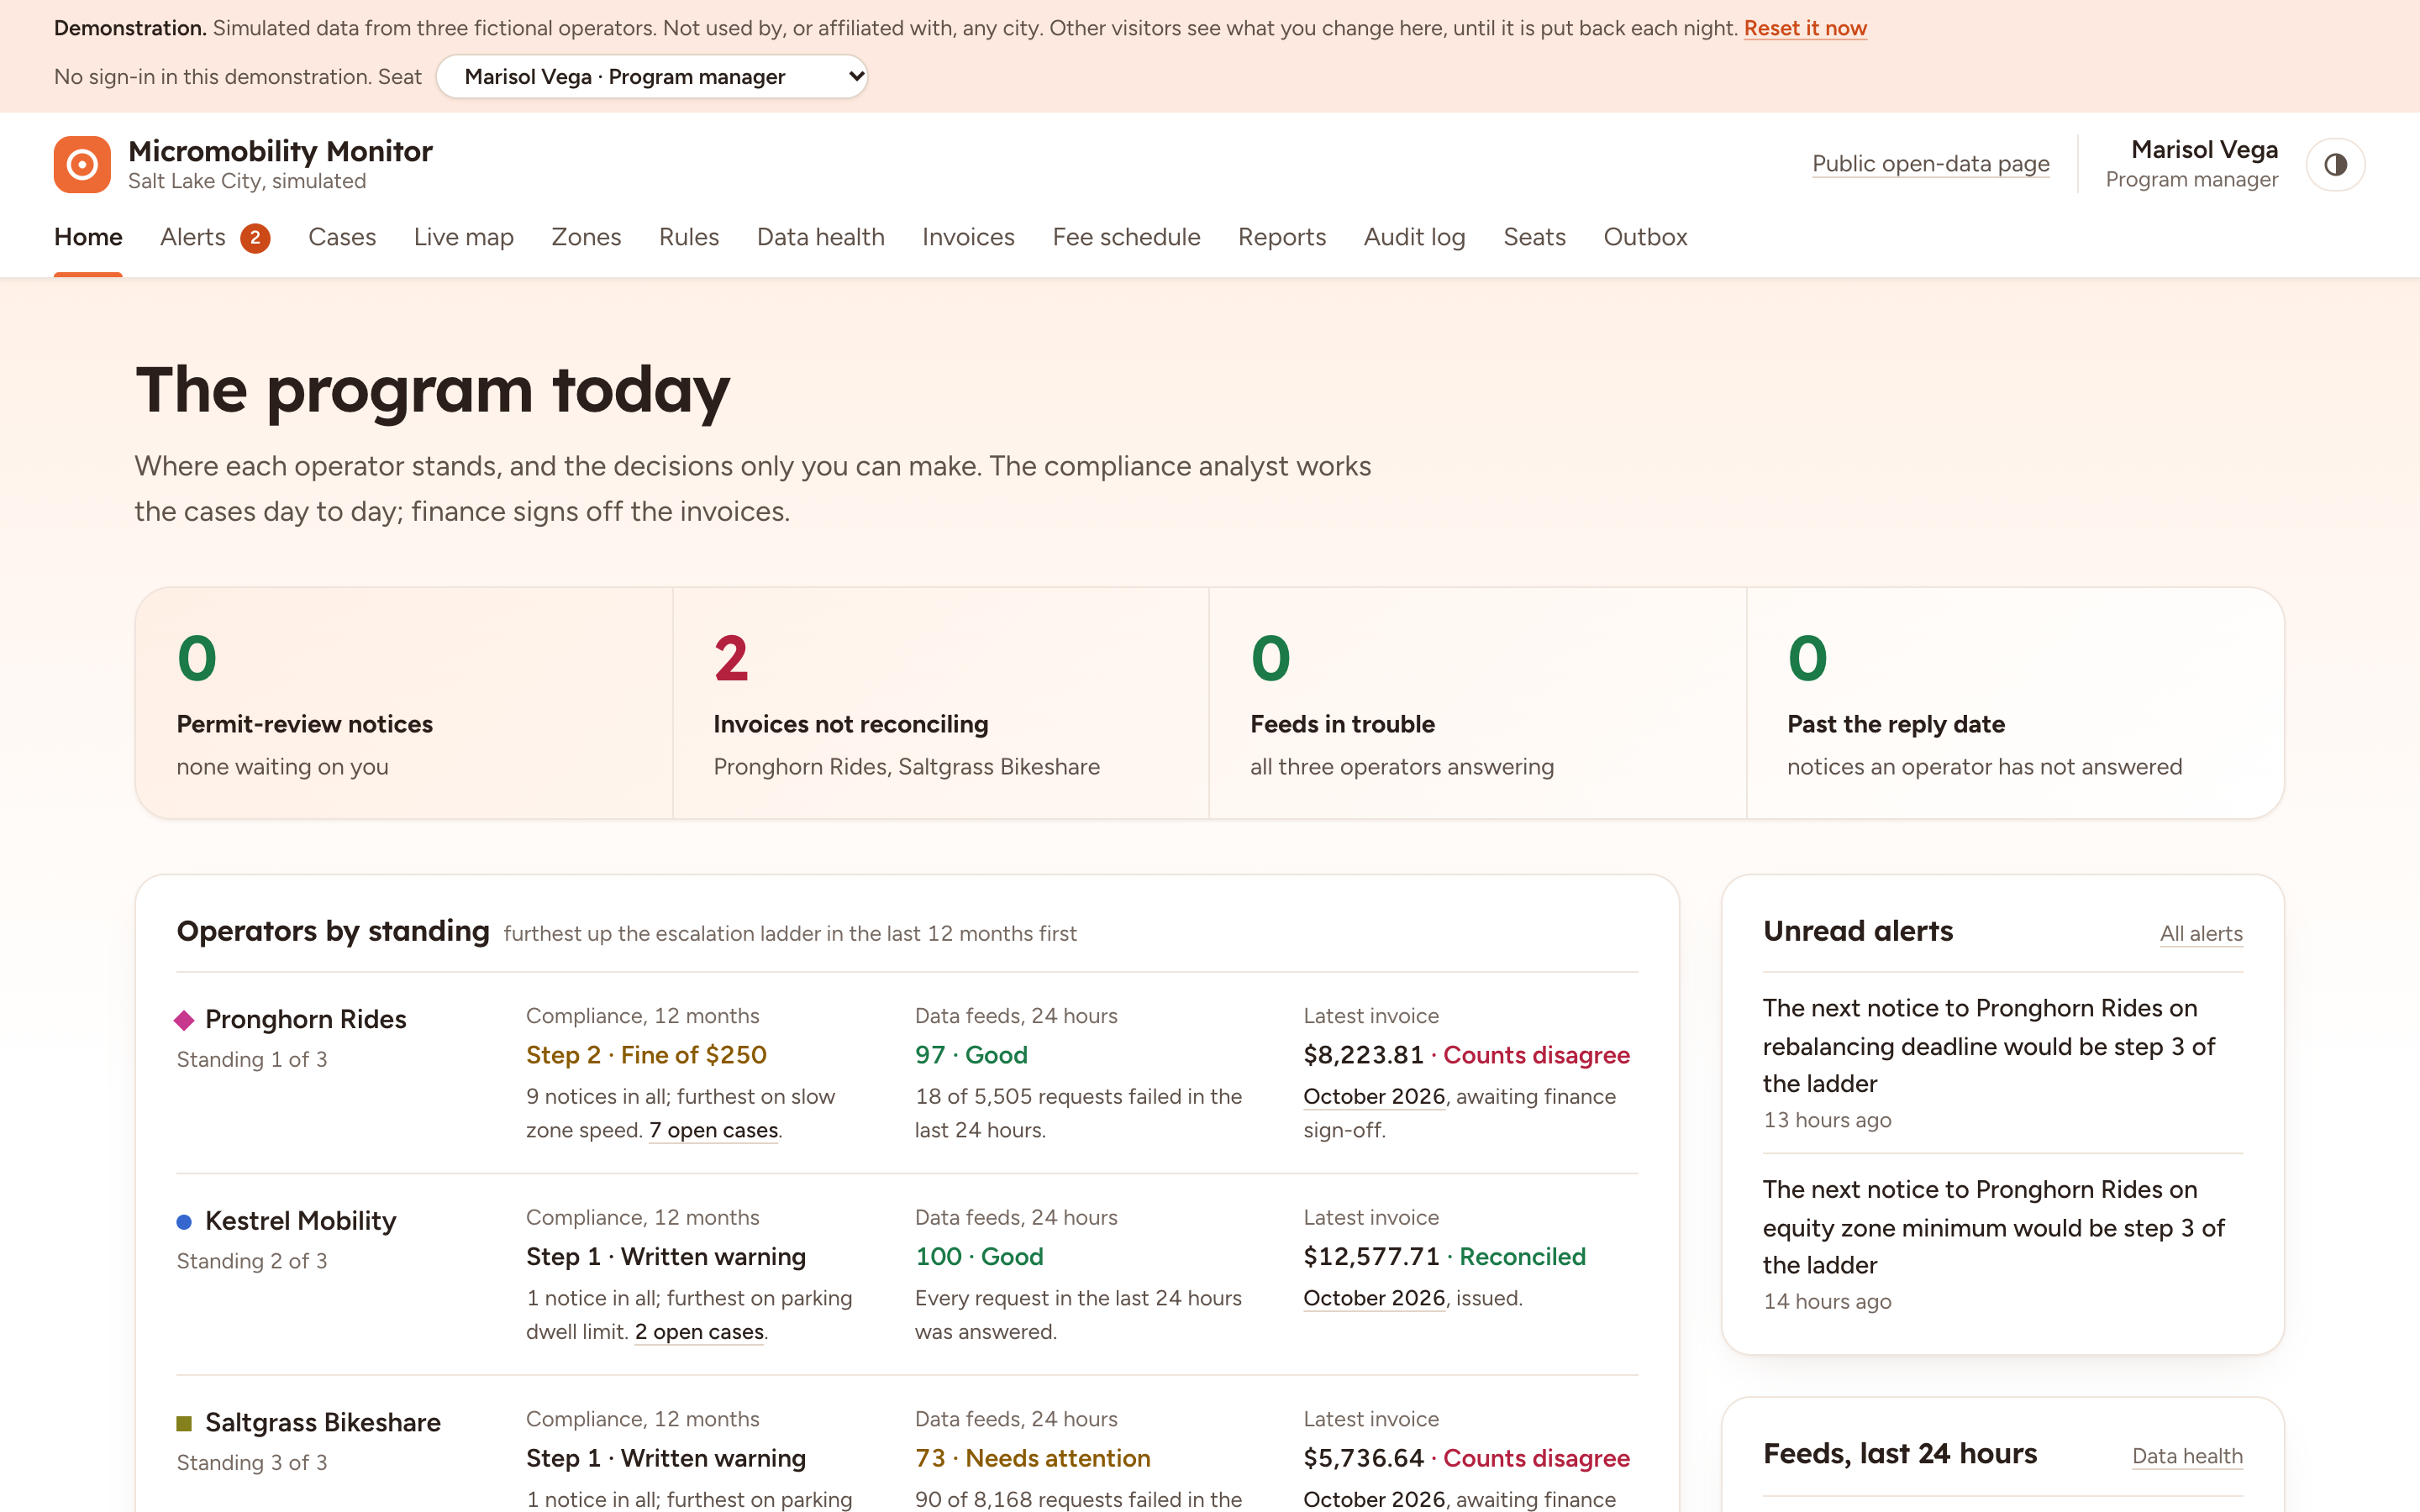 Demonstration. Simulated data from three fictional operators. Not used by, or affiliated with, any city. Other visitors see what you change here, until it is put back each night. Reset it now
No sign-in in this demonstration. Seat Marisol Vega · Program manager
Micromobility Monitor
Salt Lake City, simulated
Public open-data page
Marisol Vega
Program manager
Home Alerts 2 Cases Live map Zones Rules Data health Invoices Fee schedule Reports Audit log Seats Outbox
The program today
Where each operator stands, and the decisions only you can make. The compliance analyst works
the cases day to day; finance signs off the invoices.
0
Permit-review notices
none waiting on you
2
Invoices not reconciling
Pronghorn Rides, Saltgrass Bikeshare
0
Feeds in trouble
all three operators answering
0
Past the reply date
notices an operator has not answered
Operators by standing furthest up the escalation ladder in the last 12 months first
Pronghorn Rides
Standing 1 of 3
Compliance, 12 months
Step 2 · Fine of $250
9 notices in all; furthest on slow
zone speed. 7 open cases.
Data feeds, 24 hours
97 · Good
18 of 5,505 requests failed in the
last 24 hours.
Latest invoice
$8,223.81 · Counts disagree
October 2026, awaiting finance
sign-off.
Kestrel Mobility
Standing 2 of 3
Compliance, 12 months
Step 1 · Written warning
1 notice in all; furthest on parking
dwell limit. 2 open cases.
Data feeds, 24 hours
100 · Good
Every request in the last 24 hours
was answered.
Latest invoice
$12,577.71 · Reconciled
October 2026, issued.
Saltgrass Bikeshare
Standing 3 of 3
Compliance, 12 months
Step 1 · Written warning
1 notice in all; furthest on parking
Data feeds, 24 hours
73 · Needs attention
90 of 8,168 requests failed in the
Latest invoice
$5,736.64 · Counts disagree
October 2026, awaiting finance
Unread alerts
All alerts
The next notice to Pronghorn Rides on
rebalancing deadline would be step 3 of
the ladder
13 hours ago
The next notice to Pronghorn Rides on
equity zone minimum would be step 3 of
the ladder
14 hours ago
Feeds, last 24 hours
Data health